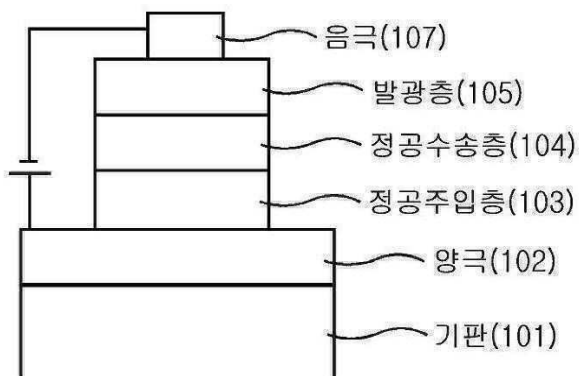 음극(107)
발광층(105)
정공수송층(104)
정공주입층(103)
양극(102)
기판(101)